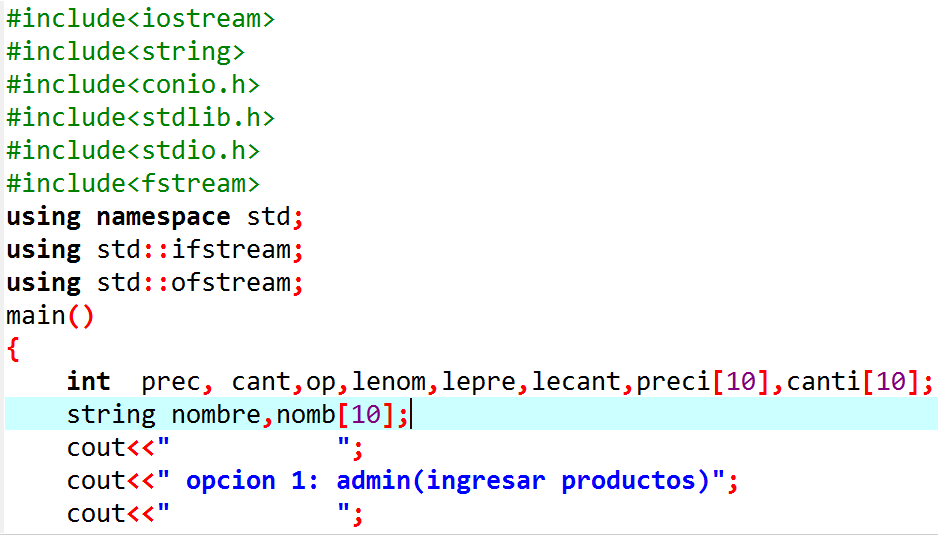 #include<iostream>
#include<string>
#include<conio.h>
#include<stdlib.h>
#include<stdio.h>
#include<fstream>
using namespace std;
using std::ifstream;
using std::ofstream;
main()
{
    int  prec, cant,op,lenom,lepre,lecant,preci[10],canti[10];
    string nombre,nomb[10];
    cout<<"           ";
    cout<<" opcion 1: admin(ingresar productos)";
    cout<<"           ";